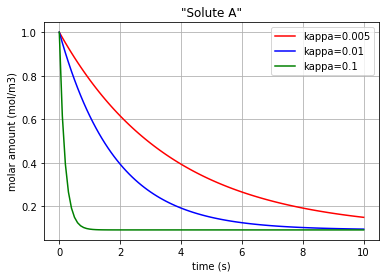 "Solute A"
kappa=0.005
kappa=0.01
kappa=0.1
molar amount (mol/m3)
1.0
0.8
0.6
0.4
0.2
0
2
4
6
8
10
time (s)